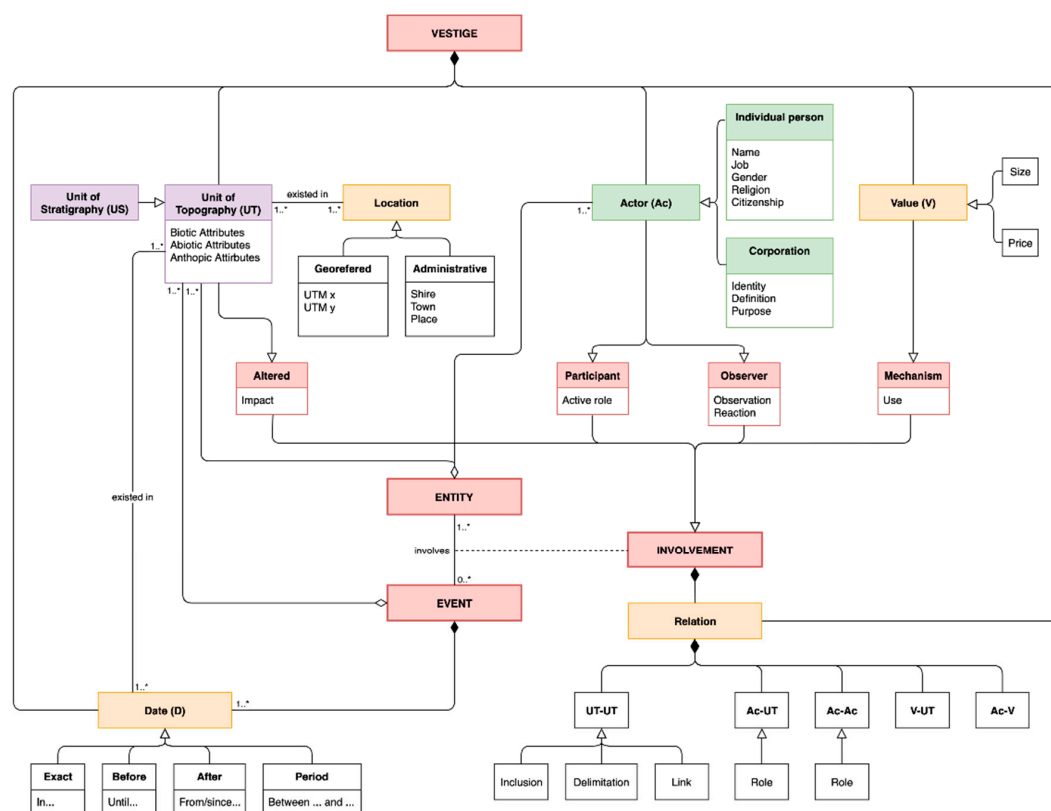 VESTIGE
Individual person
Name
Job
Gender
Religion
Citizenship
Unit of
Stratigraphy (US)
Unit of
Topography (UT)
Biotic Attributes
Abiotic Attributes
Anthopic Attirbutes
existed in
1..*
1..*
Location
Actor (Ac)
1..*
Value (V)
Size
Price
Georefered
UTM x
UTM y
Administrative
Shire
Town
Place
Corporation
Identity
Definition
Purpose
1..*
1..*
1..*
Altered
Impact
Participant
Active role
Observer
Observation
Reaction
Mechanism
Use
existed in
ENTITY
1..*
involves
INVOLVEMENT
0..*
EVENT
Relation
1..*
1..*
Date (D)
UT-UT
Ac-UT
Ac-Ac
V-UT
Ac-V
Exact
In...
Before
Until...
After
From/since...
Period
Between ... and ...
Inclusion
Delimitation
Link
Role
Role